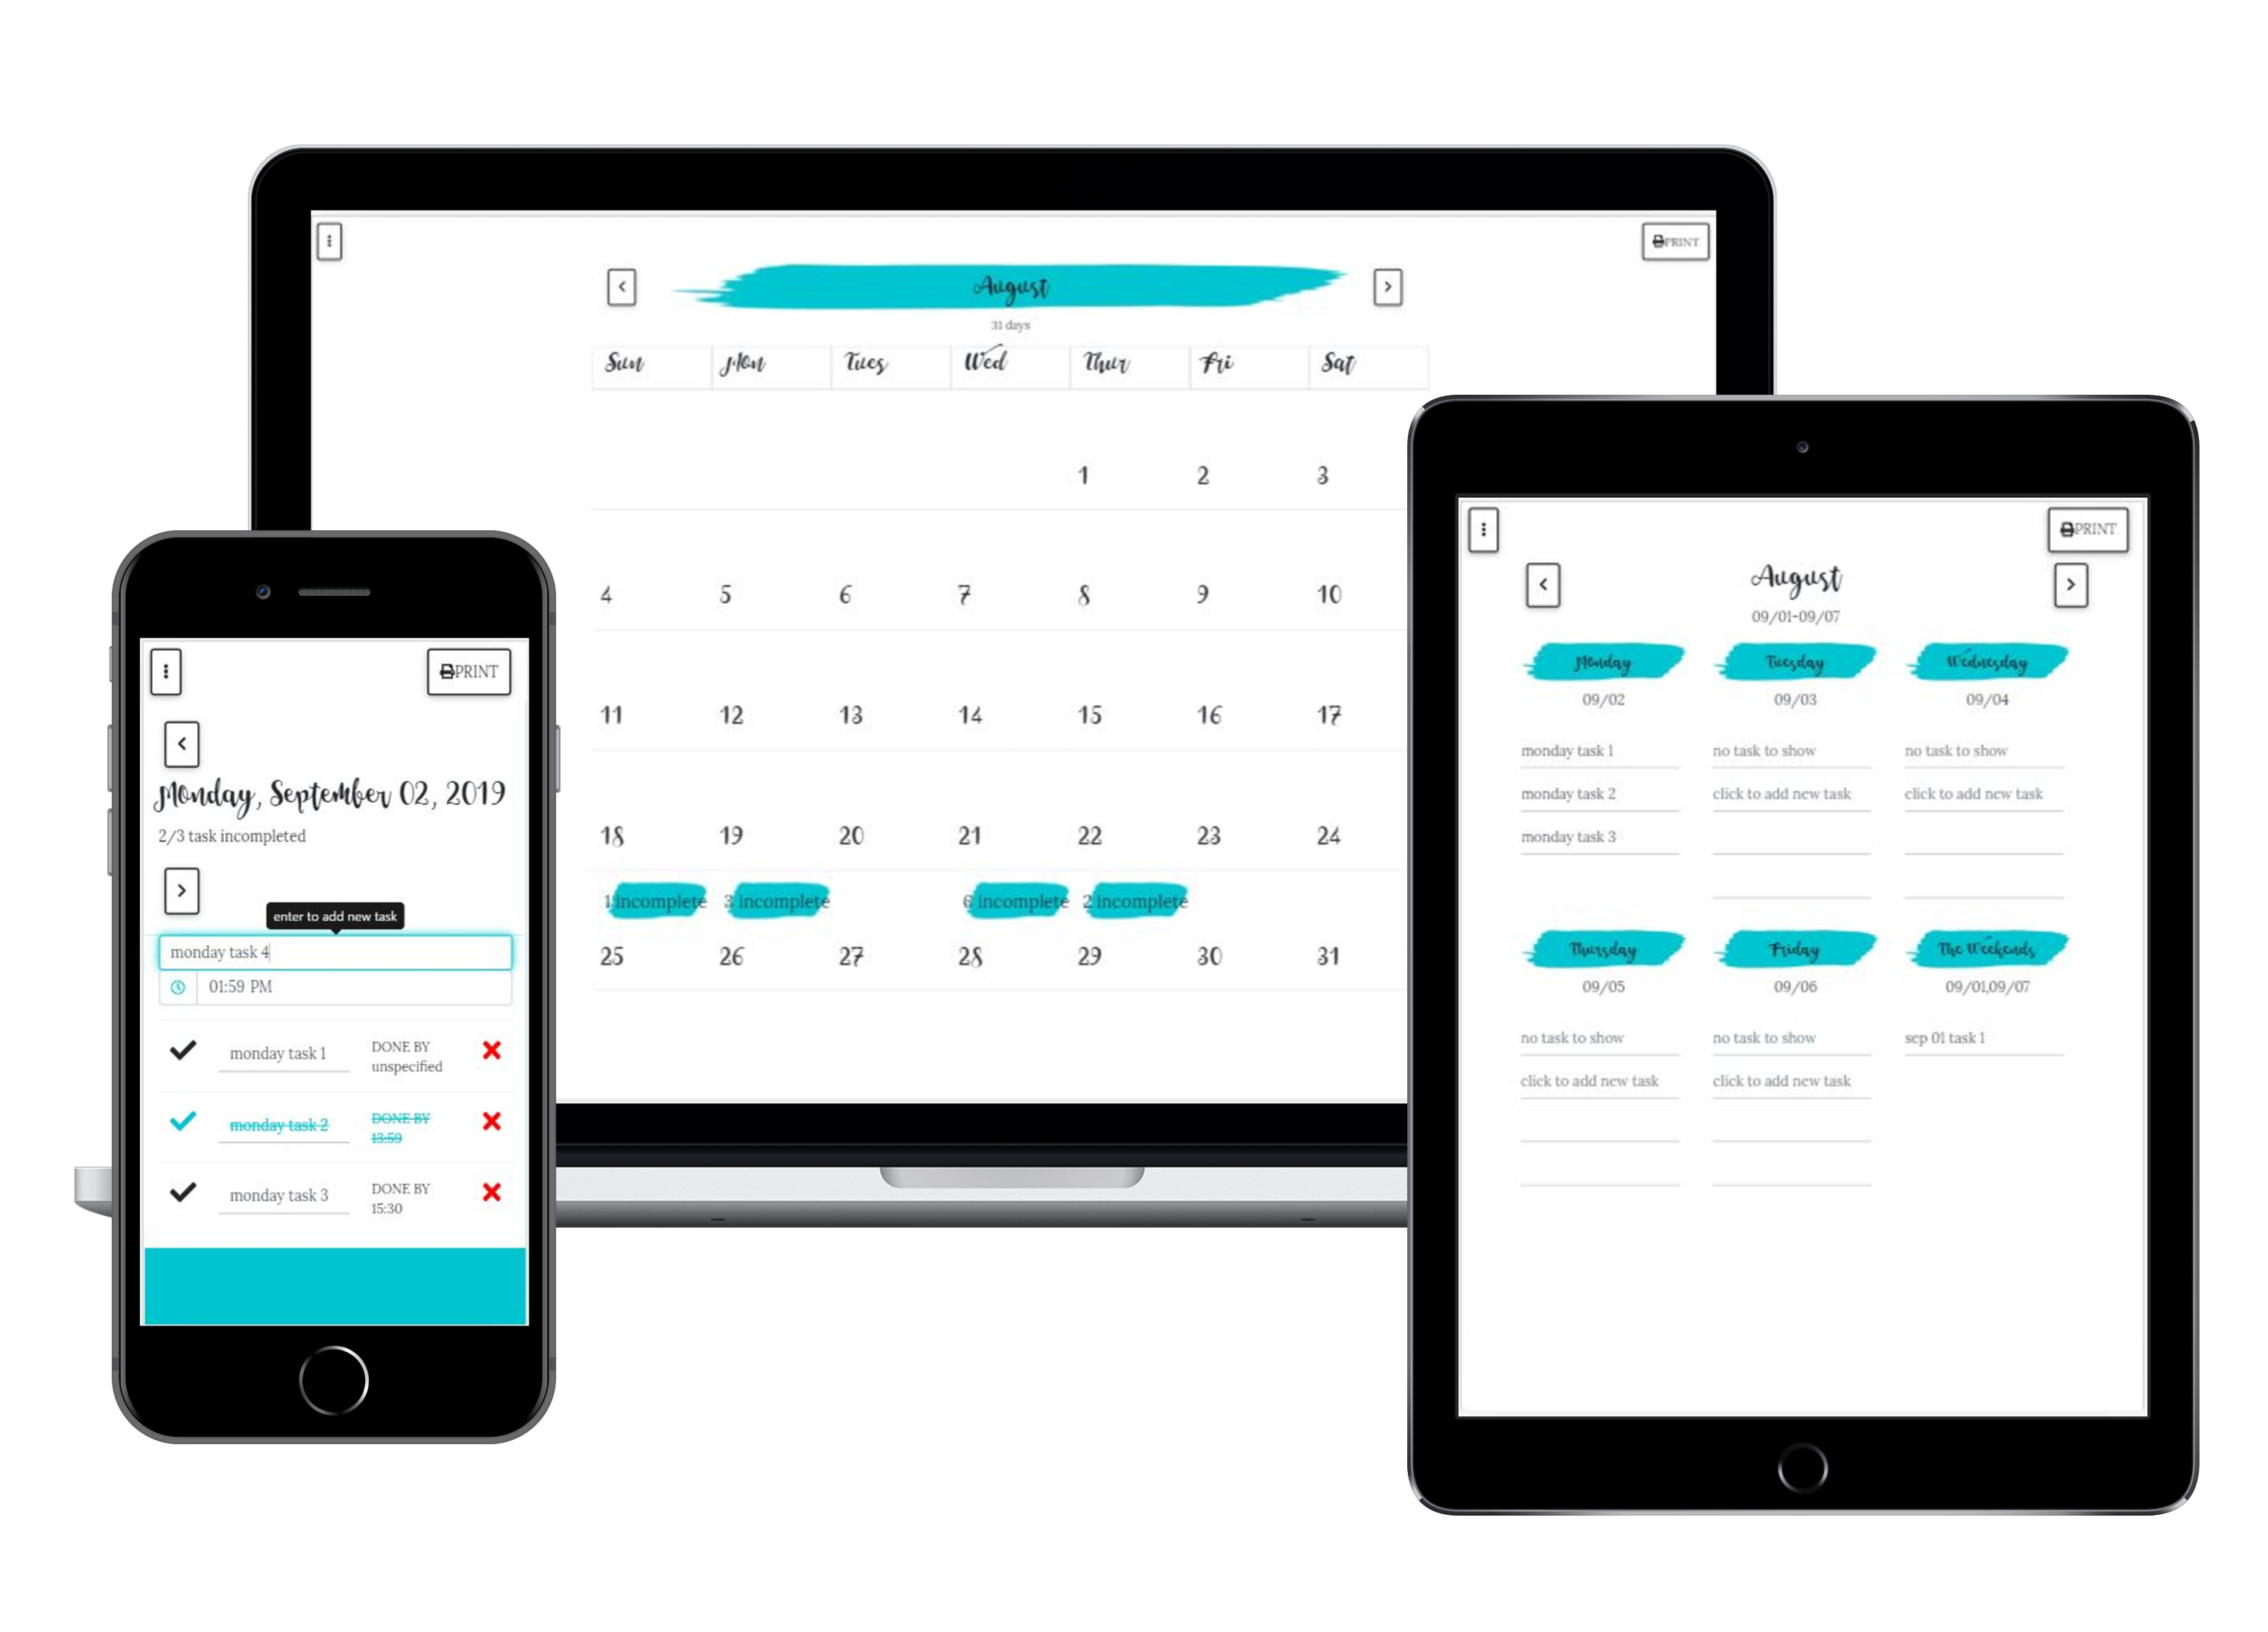 PRINT
August
31 days
Sun Mon Tues Wed Thur Fri Sat
1 2 3
4 5 6 7 8 9 10
11 12 13 14 15 16 17
18 19 20 21 22 23 24
1 incomplete 3 incomplete 6 incomplete 2 incomplete
25 26 27 28 29 30 31
PRINT
Monday, September 02, 2019
2/3 task incompleted
enter to add new task
monday task 4
01:59 PM
monday task 1 DONE BY
unspecified
monday task 2 DONE BY
13:59
monday task 3 DONE BY
15:30
PRINT
August
09/01-09/07
Monday Tuesday Wednesday
09/02 09/03 09/04
monday task 1 no task to show no task to show
monday task 2 click to add new task click to add new task
monday task 3
Thursday Friday The Weekends
09/05 09/06 09/01,09/07
no task to show no task to show sep 01 task 1
click to add new task click to add new task